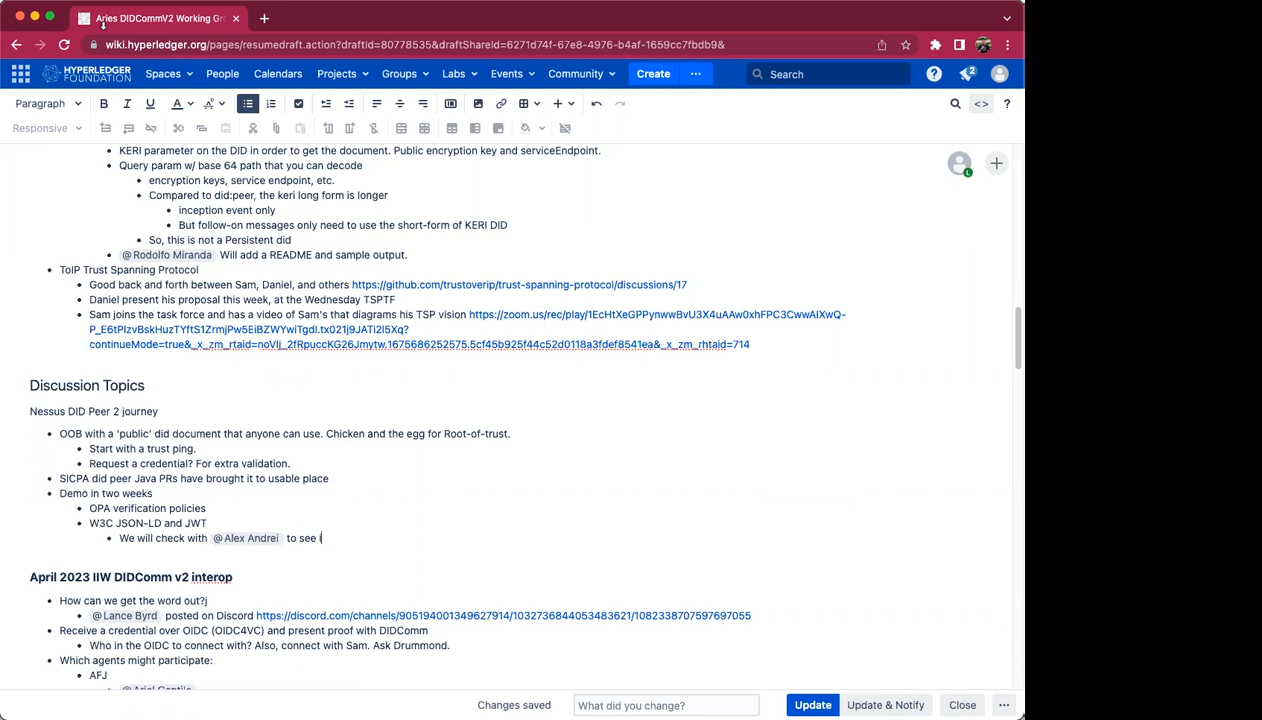 Aries DIDCommV2 Working Gr
wiki.hyperledger.org/pages/resumedraft.action?draftId=80778535&draftShareId=6271d74f-67e8-4976-b4af-1659cc7fbdb9&
HYPERLEDGER FOUNDATION Spaces People Calendars Projects Groups Labs Events Community Create ... Search 2
Paragraph B I U A <> ?
Responsive
KERI parameter on the DID in order to get the document. Public encryption key and serviceEndpoint.
Query param w/ base 64 path that you can decode
encryption keys, service endpoint, etc.
Compared to did:peer, the keri long form is longer
inception event only
But follow-on messages only need to use the short-form of KERI DID
So, this is not a Persistent did
@Rodolfo Miranda Will add a README and sample output.
ToIP Trust Spanning Protocol
Good back and forth between Sam, Daniel, and others https://github.com/trustoverip/trust-spanning-protocol/discussions/17
Daniel present his proposal this week, at the Wednesday TSPTF
Sam joins the task force and has a video of Sam's that diagrams his TSP vision https://zoom.us/rec/play/1EcHtXeGPPynwwBvU3X4uAAw0xhFPC3CwwAIXwQ-
P_E6tPIzvBskHuzTYftS1ZrmjPw5EiBZWYwiTgdl.tx021j9JATi2l5Xq?
continueMode=true&_x_zm_rtaid=noVlj_2fRpuccKG26Jmytw.1675686252575.5cf45b925f44c52d0118a3fdef8541ea&_x_zm_rhtaid=714
Discussion Topics
Nessus DID Peer 2 journey
OOB with a 'public' did document that anyone can use. Chicken and the egg for Root-of-trust.
Start with a trust ping.
Request a credential? For extra validation.
SICPA did peer Java PRs have brought it to usable place
Demo in two weeks
OPA verification policies
W3C JSON-LD and JWT
We will check with @Alex Andrei to see i
April 2023 IIW DIDComm v2 interop
How can we get the word out?j
@Lance Byrd posted on Discord https://discord.com/channels/905194001349627914/1032736844053483621/1082338707597697055
Receive a credential over OIDC (OIDC4VC) and present proof with DIDComm
Who in the OIDC to connect with? Also, connect with Sam. Ask Drummond.
Which agents might participate:
AFJ
@Ariel Gentile
Changes saved What did you change? Update Update & Notify Close ...